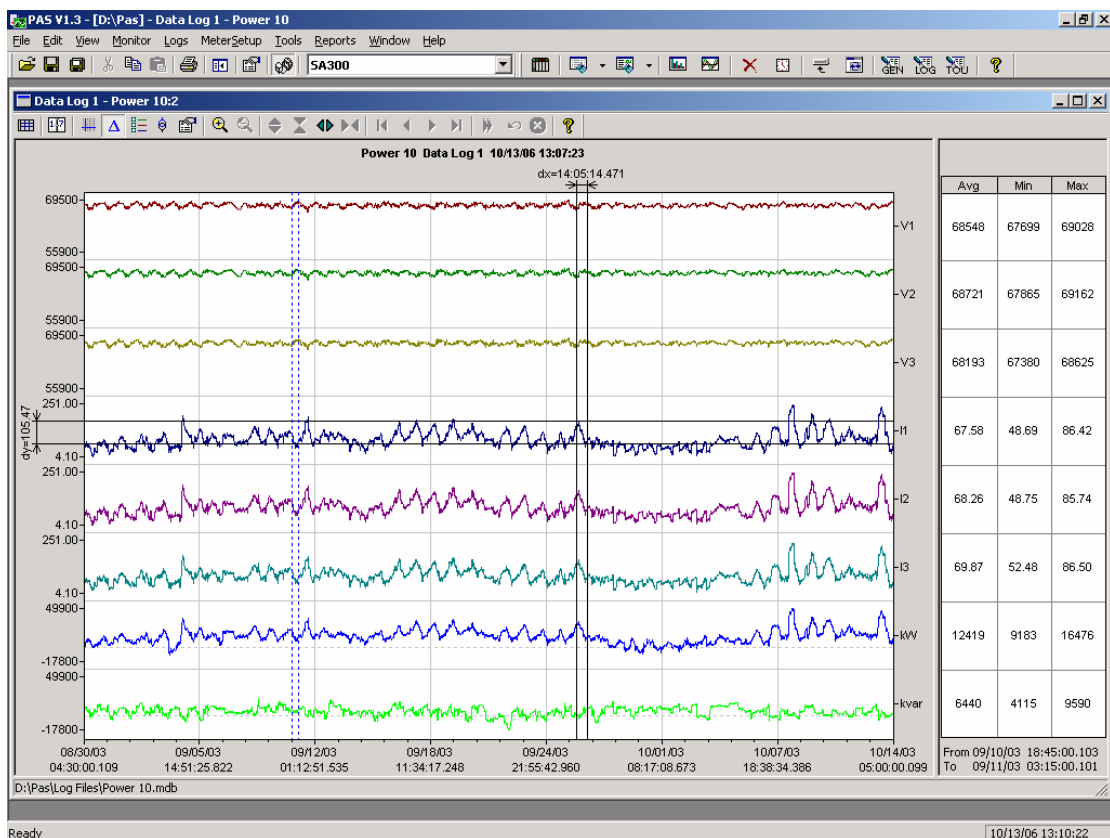 PAS V1.3 - [D:\Pas] - Data Log 1 - Power 10
File Edit View Monitor Logs MeterSetup Tools Reports Window Help
SA300
GEN LOG TOU
Data Log 1 - Power 10:2
Power 10 Data Log 1 10/13/06 13:07:23
dx=14:05:14.471
Avg Min Max
69500
V1 68548 67699 69028
55900
69500
V2 68721 67865 69162
55900
69500
V3 68193 67380 68625
55900
251.00
dy=105.47
I1 67.58 48.69 86.42
4.10
251.00
I2 68.26 48.75 85.74
4.10
251.00
I3 69.87 52.48 86.50
4.10
49900
kW 12419 9183 16476
-17800
49900
kvar 6440 4115 9590
-17800
08/30/03 09/05/03 09/12/03 09/18/03 09/24/03 10/01/03 10/07/03 10/14/03
04:30:00.109 14:51:25.822 01:12:51.535 11:34:17.248 21:55:42.960 08:17:08.673 18:38:34.386 05:00:00.099
From 09/10/03 18:45:00.103
To 09/11/03 03:15:00.101
D:\Pas\Log Files\Power 10.mdb
Ready 10/13/06 13:10:22